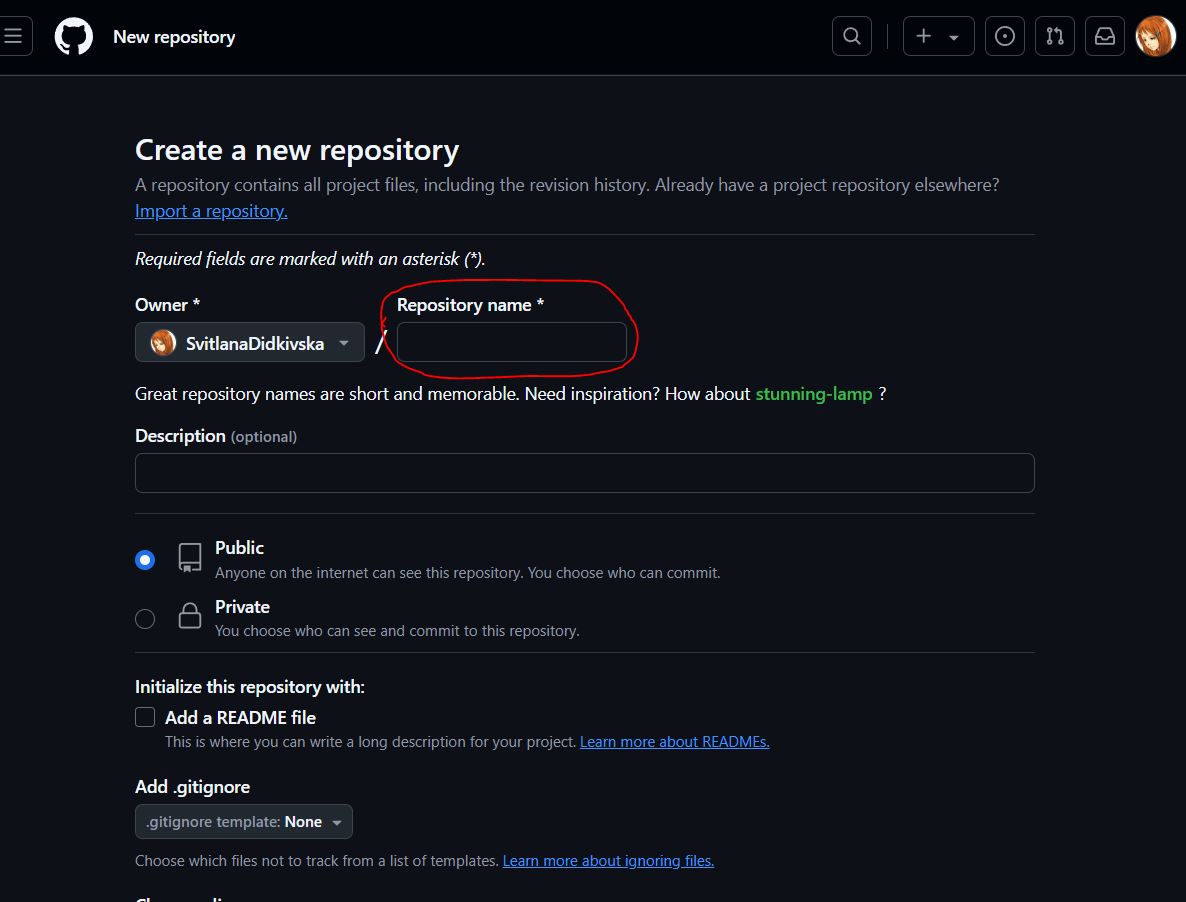 New repository
Create a new repository
A repository contains all project files, including the revision history. Already have a project repository elsewhere?
Import a repository.
Required fields are marked with an asterisk (*).
Owner *
Repository name *
SvitlanaDidkivska
/
Great repository names are short and memorable. Need inspiration? How about stunning-lamp ?
Description (optional)
Public
Anyone on the internet can see this repository. You choose who can commit.
Private
You choose who can see and commit to this repository.
Initialize this repository with:
Add a README file
This is where you can write a long description for your project. Learn more about READMEs.
Add .gitignore
.gitignore template: None
Choose which files not to track from a list of templates. Learn more about ignoring files.